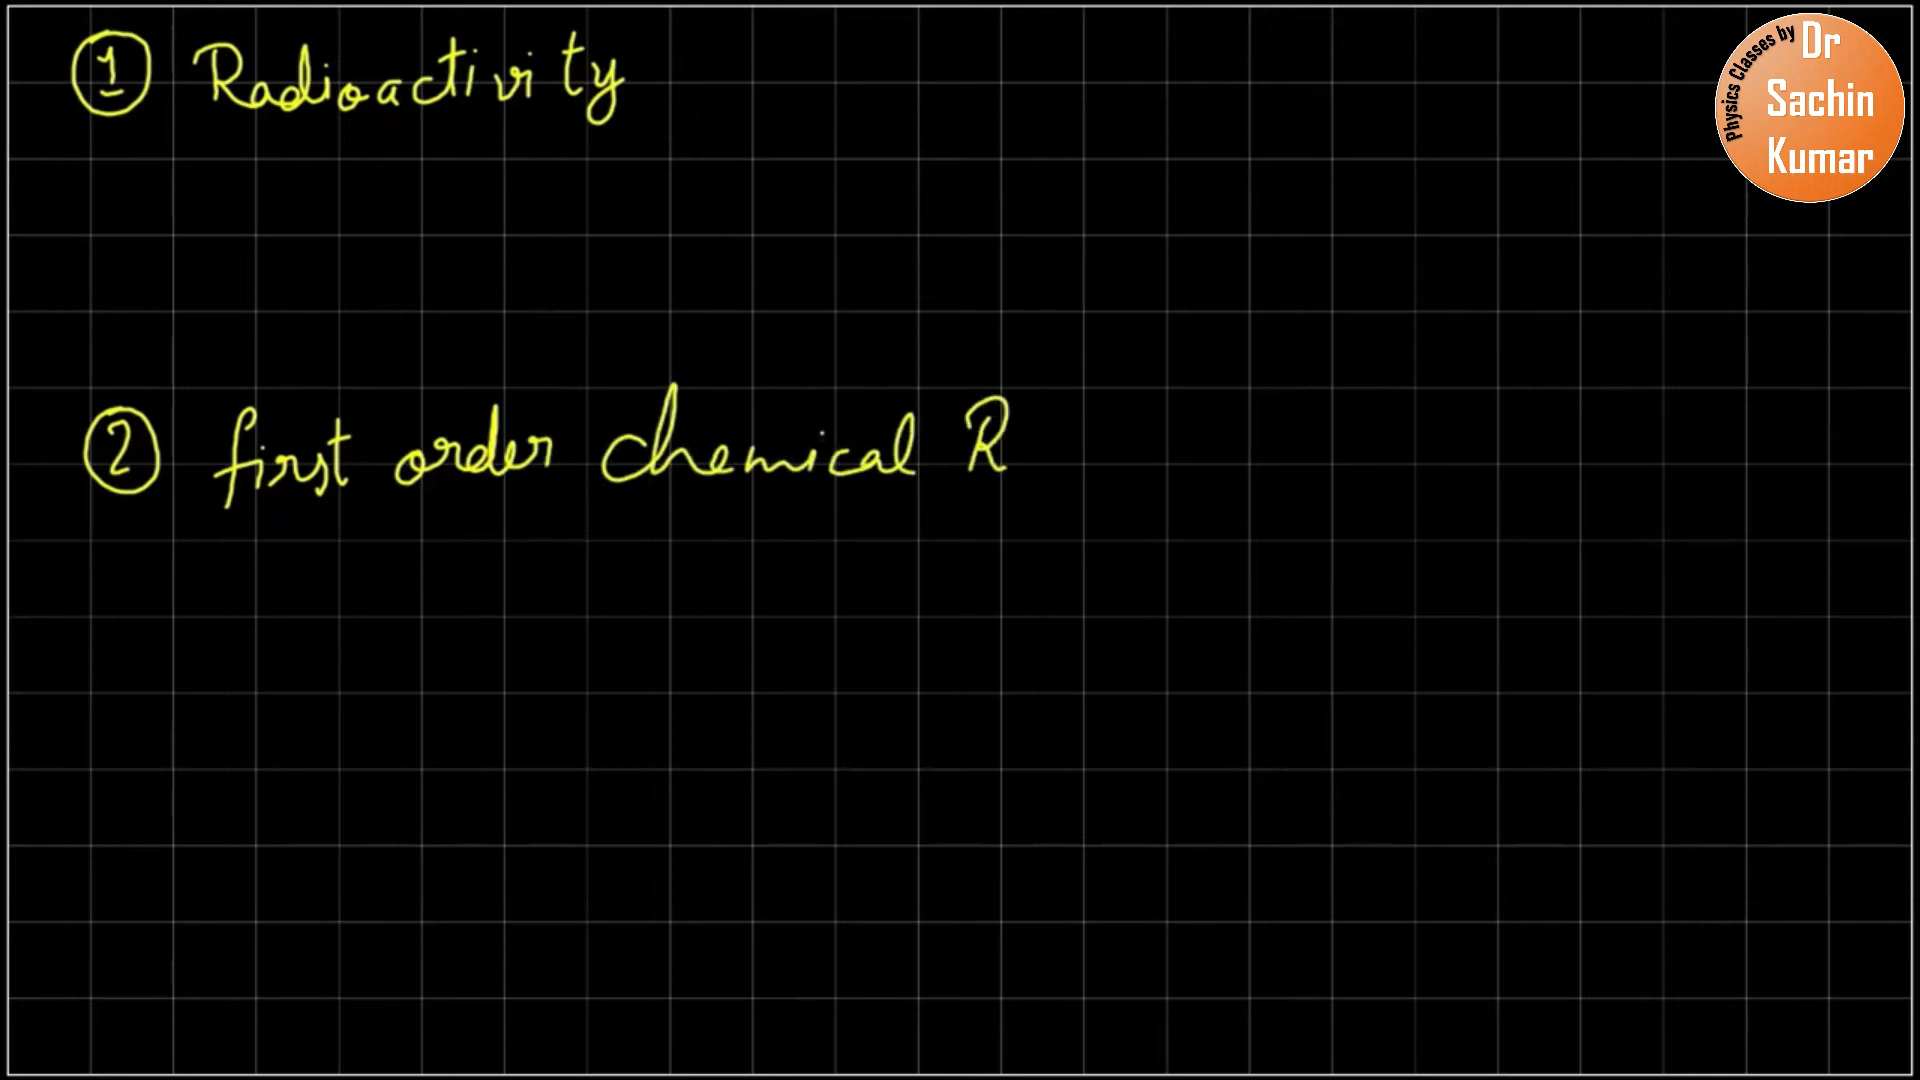 ① Radioactivity
② first order chemical R
Physics Classes by
Dr
Sachin
Kumar